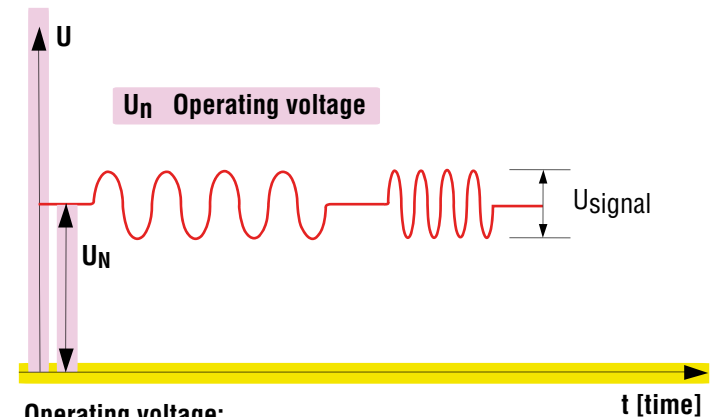 U
Un Operating voltage
Usignal
UN
t [time]
Operating voltage: